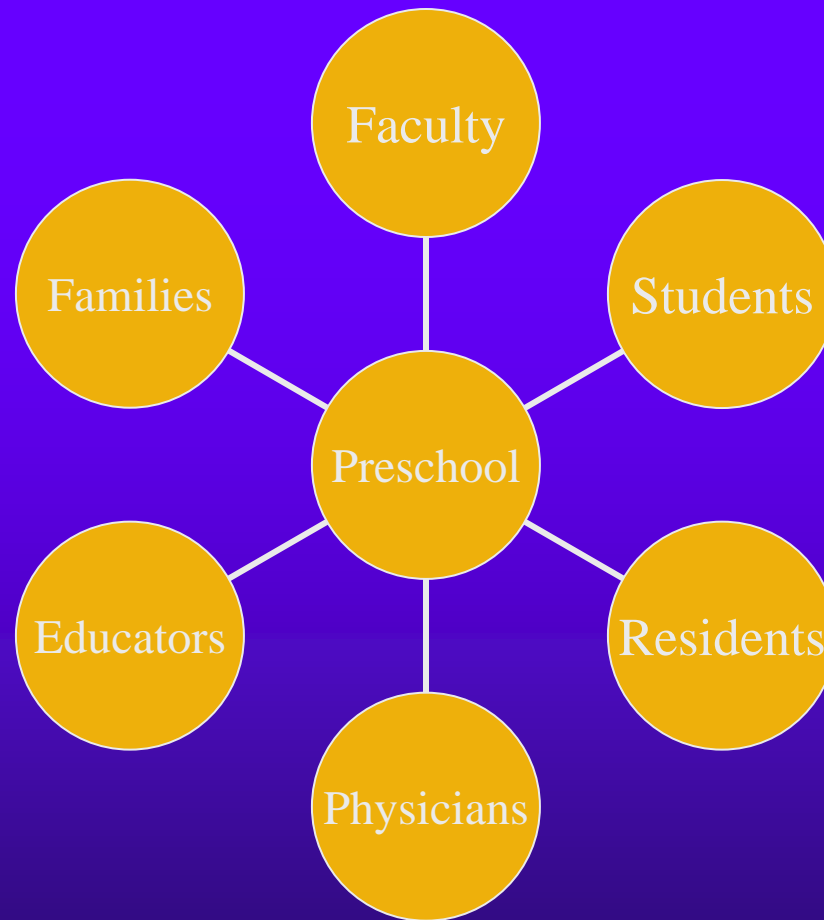 Faculty
Families
Students
Preschool
Educators
Residents
Physicians